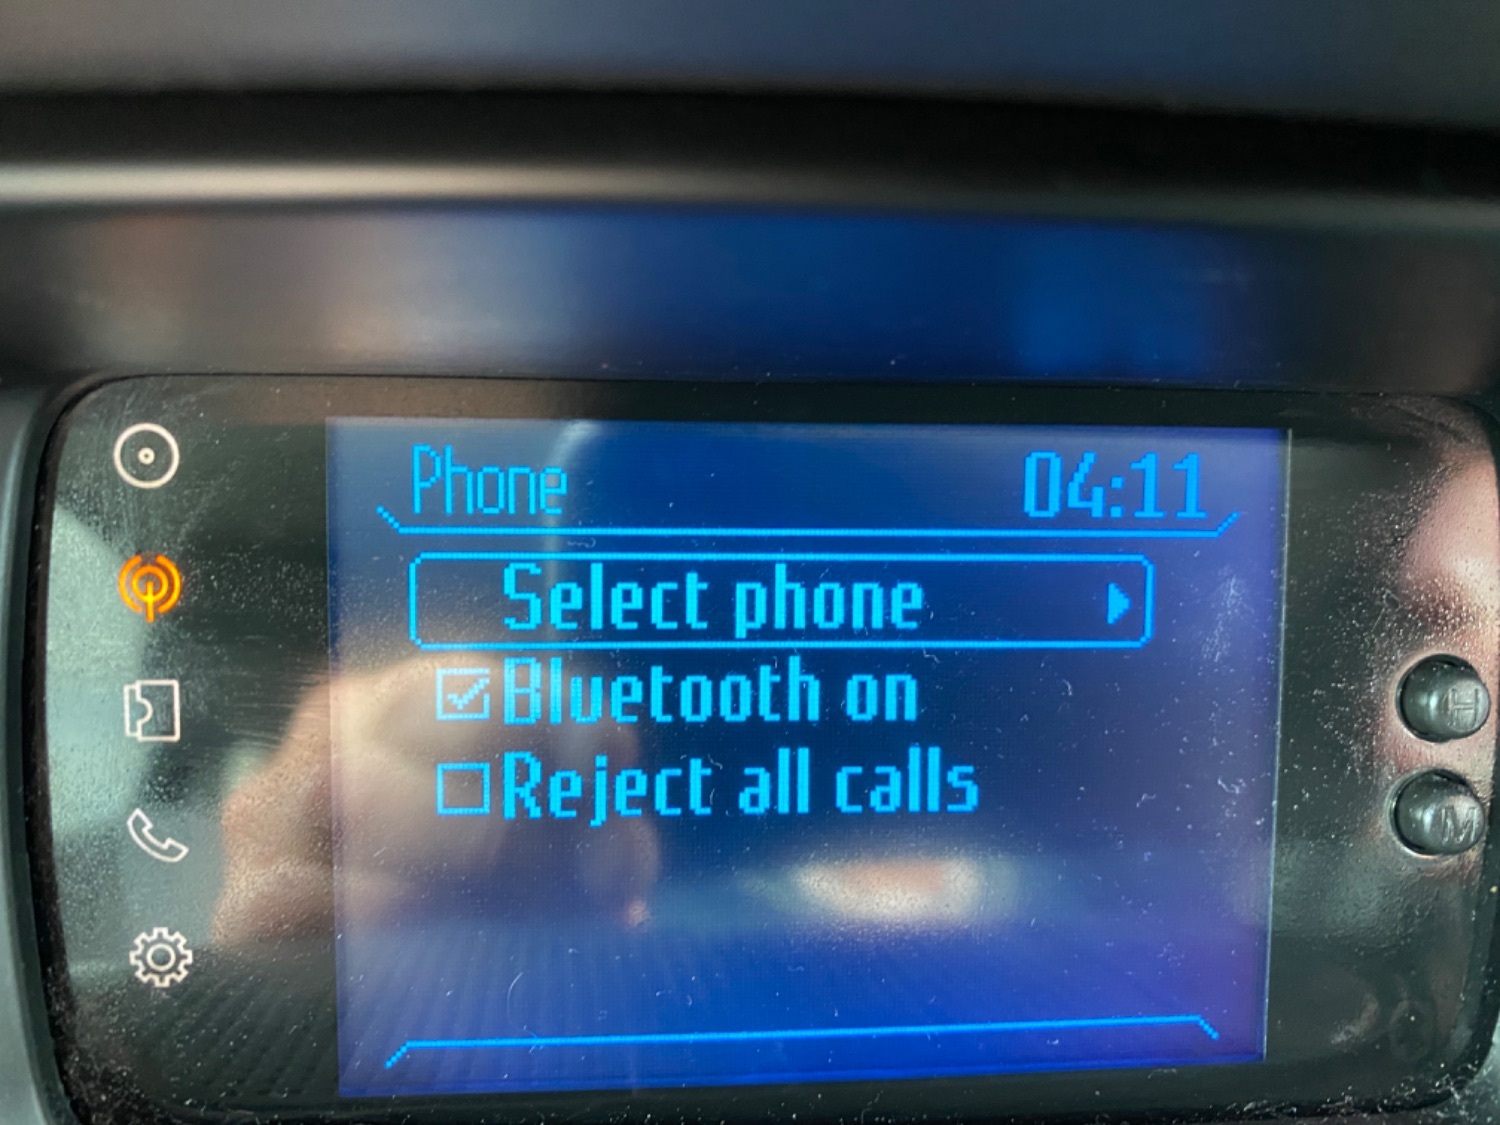 Phone 04:11
Select phone
Bluetooth on
Reject all calls
H
M